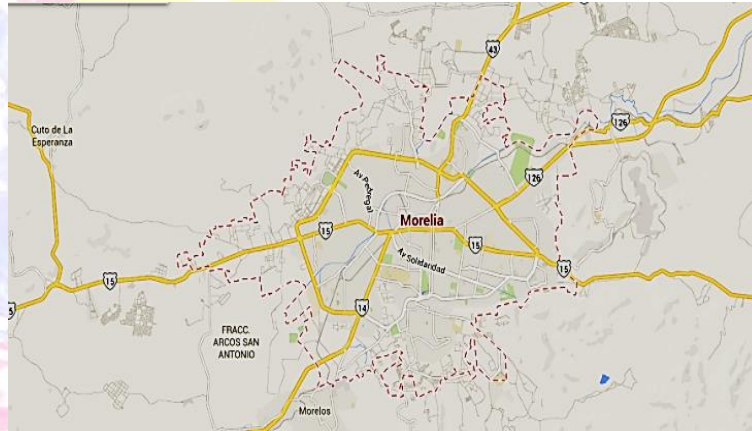 43
Cuto de La
Esperanza
126
Av Pedregal
126
Morelia
15
15
Av Solidaridad
15
15
14
FRACC.
ARCOS SAN
ANTONIO
Morelos